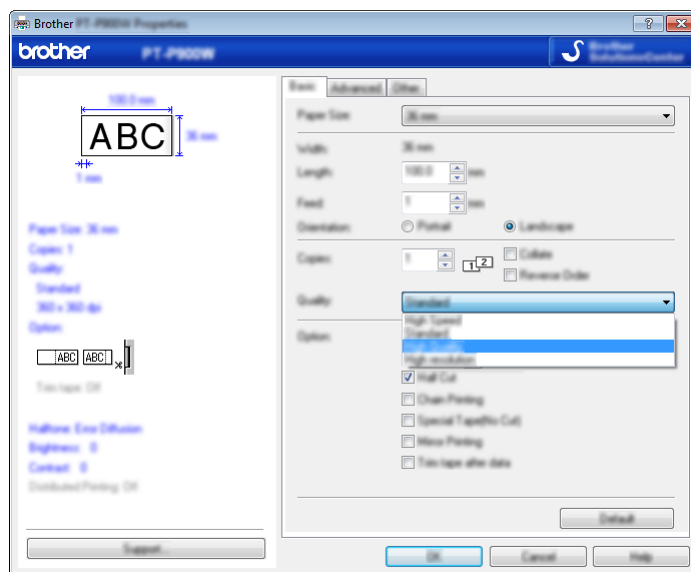 Brother PT-P900W Properties
brother PT-P900W Brother SolutionsCenter
100.0 mm
ABC
36 mm
1 mm
Paper Size: 36 mm
Copies: 1
Quality:
Standard
360 x 360 dpi
Option:
ABC ABC
Trim tape: Off
Halftone: Error Diffusion
Brightness: 0
Contrast: 0
Distributed Printing: Off
Support...
Basic Advanced Other
Paper Size: 36 mm
Width: 36 mm
Length: 100.0 mm
Feed: 1 mm
Orientation: Portrait Landscape
Copies: 1 1 2 Collate
Reverse Order
Quality: Standard
High Speed
Standard
High Quality
High resolution
Option:
Half Cut
Chain Printing
Special Tape(No Cut)
Mirror Printing
Trim tape after data
Default
OK Cancel Help